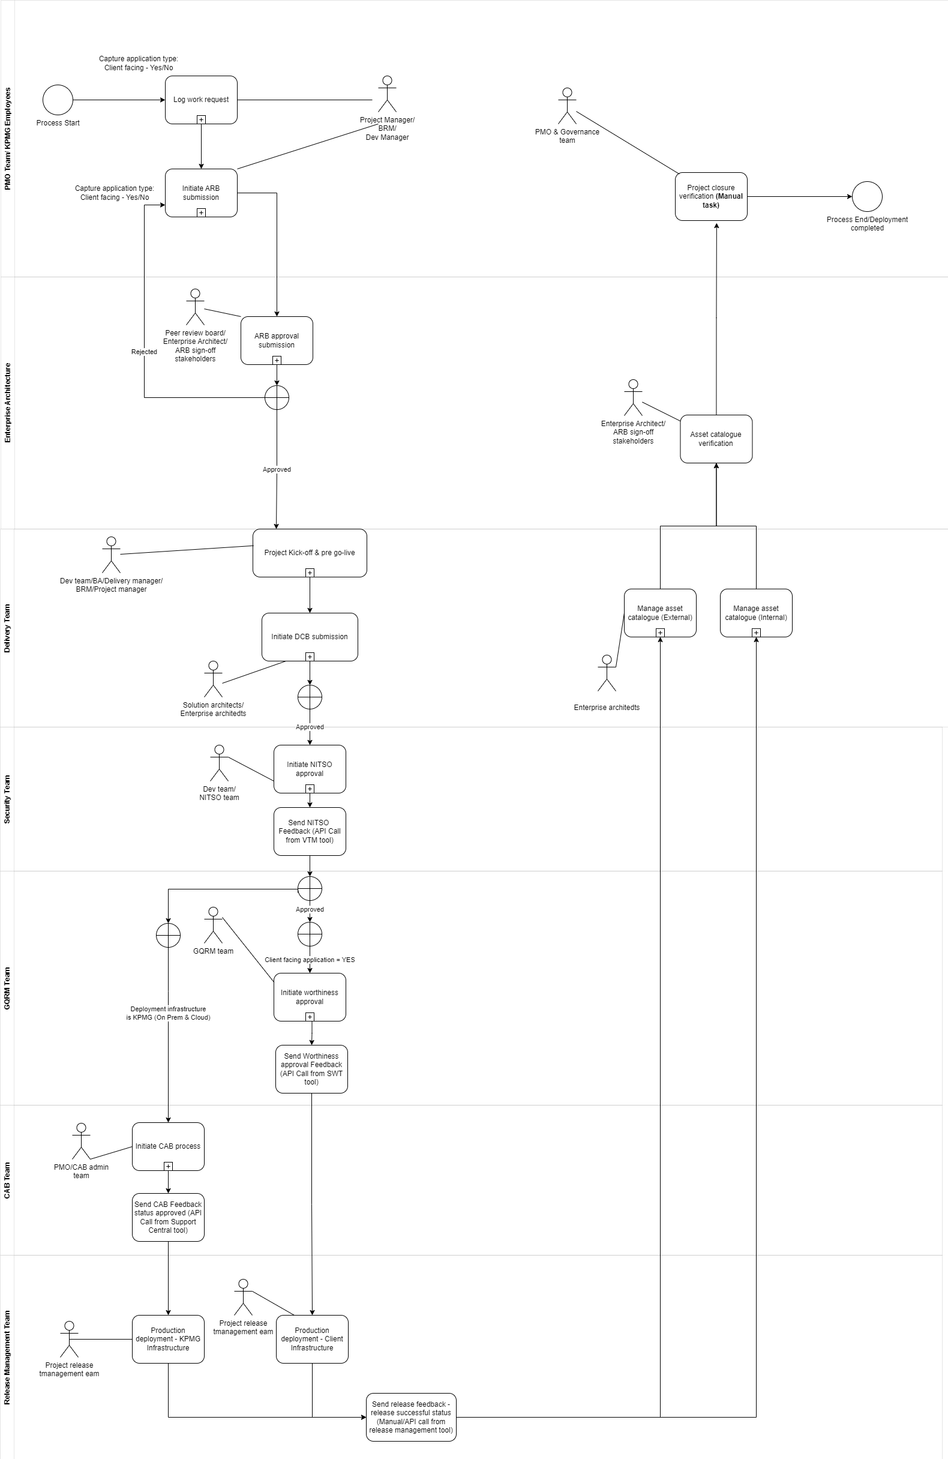 PMO Team/ KPMG Employees
Capture application type:
Client facing - Yes/No
Log work request
Process Start
Project Manager/
BRM/
Dev Manager
PMO & Governance
team
Capture application type:
Client facing - Yes/No
Initiate ARB
submission
Project closure
verification (Manual
task)
Process End/Deployment
completed
Enterprise Architecture
Peer review board/
Enterprise Architect/
ARB sign-off
stakeholders
ARB approval
submission
Rejected
Approved
Enterprise Architect/
ARB sign-off
stakeholders
Asset catalogue
verification
Delivery Team
Project Kick-off & pre go-live
Dev team/BA/Delivery manager/
BRM/Project manager
Initiate DCB submission
Solution architects/
Enterprise architedts
Approved
Manage asset
catalogue (External)
Manage asset
catalogue (Internal)
Enterprise architedts
Security Team
Initiate NITSO
approval
Dev team/
NITSO team
Send NITSO
Feedback (API Call
from VTM tool)
GQRM Team
Approved
GQRM team
Client facing application = YES
Initiate worthiness
approval
Deployment infrastructure
is KPMG (On Prem & Cloud)
Send Worthiness
approval Feedback
(API Call from SWT
tool)
CAB Team
Initiate CAB process
PMO/CAB admin
team
Send CAB Feedback
status approved (API
Call from Support
Central tool)
Release Management Team
Project release
tmanagement eam
Production
deployment - KPMG
Infrastructure
Project release
tmanagement eam
Production
deployment - Client
Infrastructure
Send release feedback -
release successful status
(Manual/API call from
release management tool)